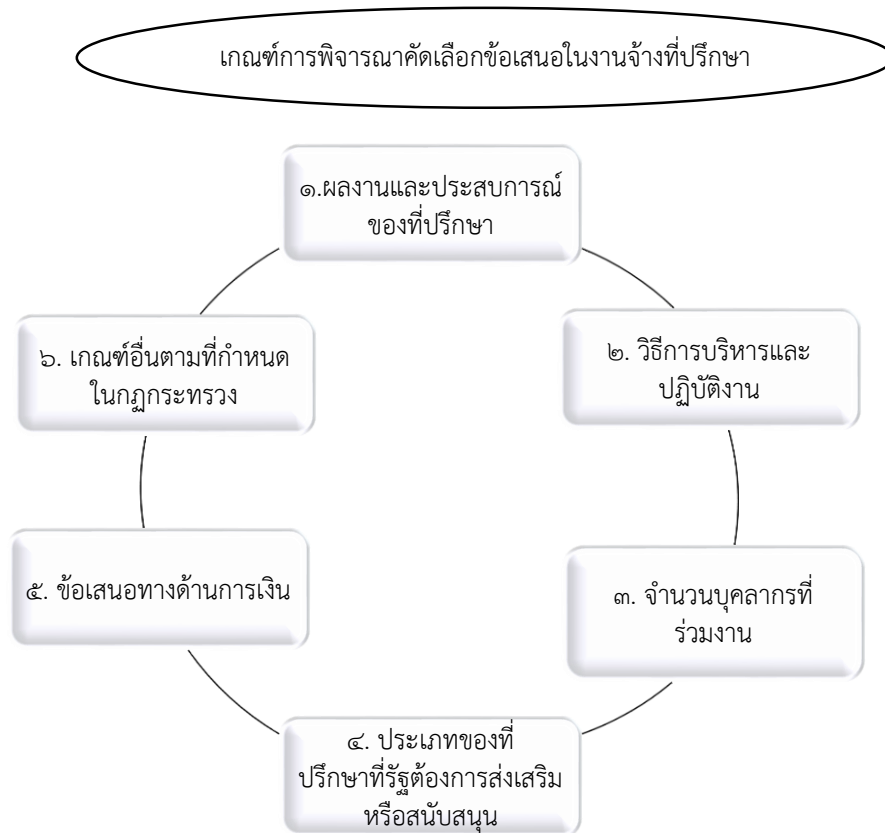 เกณฑ์การพิจารณาคัดเลือกข้อเสนอในงานจ้างที่ปรึกษา
๑.ผลงานและประสบการณ์
ของที่ปรึกษา
๒. วิธีการบริหารและ
ปฏิบัติงาน
๓. จำนวนบุคลากรที่
ร่วมงาน
๔. ประเภทของที่
ปรึกษาที่รัฐต้องการส่งเสริม
หรือสนับสนุน
๕. ข้อเสนอทางด้านการเงิน
๖. เกณฑ์อื่นตามที่กำหนด
ในกฎกระทรวง